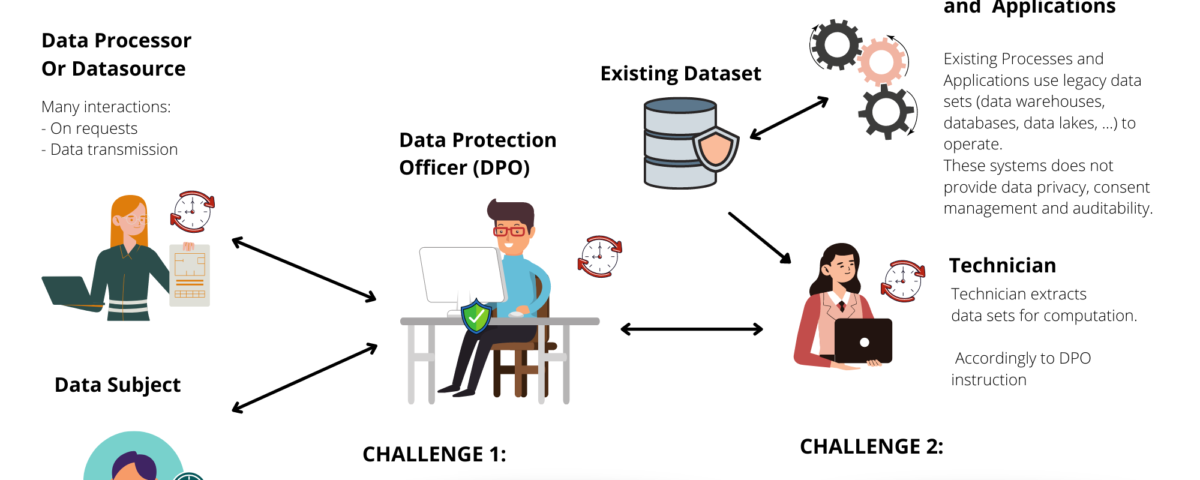 and Applications
Data Processor
Or Datasource
Many interactions:
- On requests
- Data transmission
Existing Dataset
Existing Processes and
Applications use legacy data
sets (data warehouses,
databases, data lakes, ...) to
operate.
These systems does not
provide data privacy, consent
management and auditability.
Data Protection
Officer (DPO)
Technician
Technician extracts
data sets for computation.
Accordingly to DPO
instruction
Data Subject
CHALLENGE 1:
CHALLENGE 2: